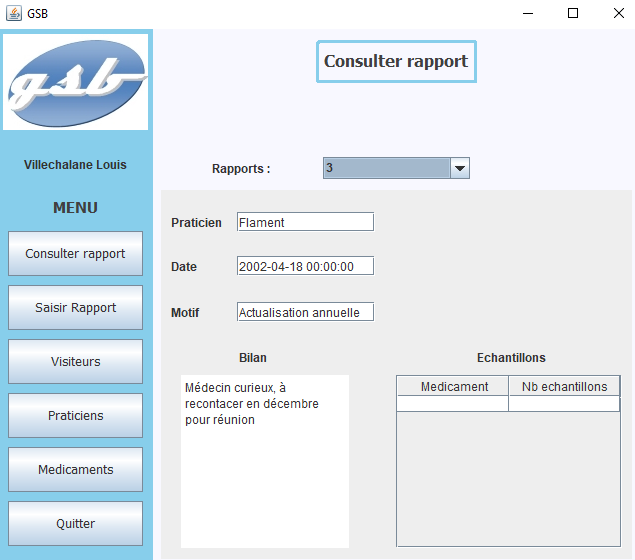 GSB
gsb
Consulter rapport
Villechalane Louis
MENU
Consulter rapport
Saisir Rapport
Visiteurs
Praticiens
Medicaments
Quitter
Rapports : 3
Praticien Flament
Date 2002-04-18 00:00:00
Motif Actualisation annuelle
Bilan
Médecin curieux, à
recontacer en décembre
pour réunion
Echantillons
Medicament Nb echantillons